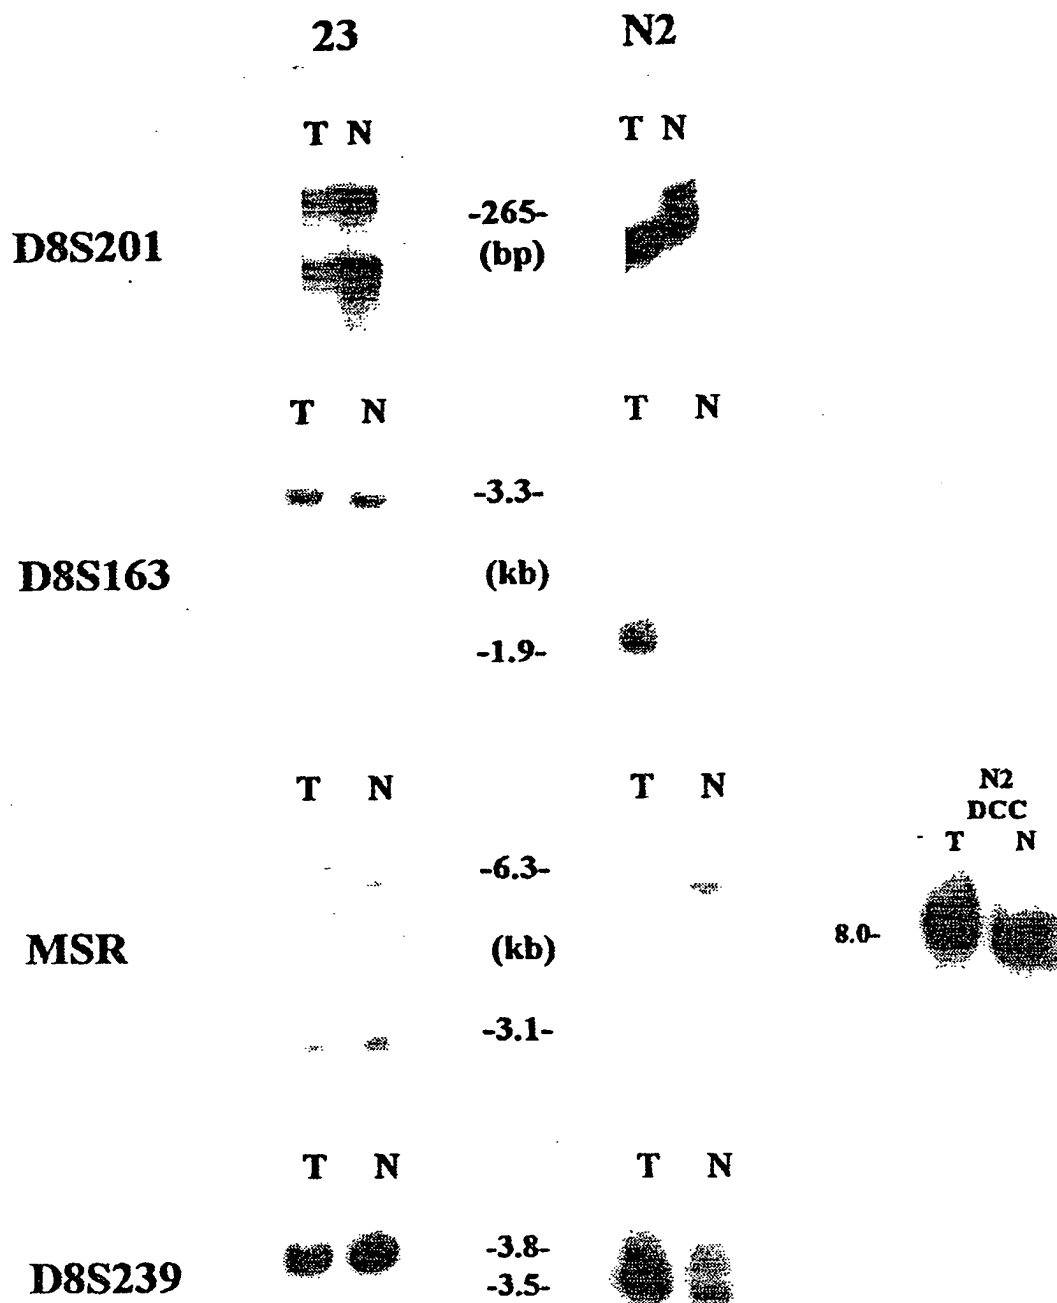 23 N2
T N T N
-265-
D8S201 (bp)
T N T N
-3.3-
D8S163 (kb)
-1.9-
T N T N N2
DCC
T N
-6.3-
8.0-
MSR (kb)
-3.1-
T N T N
-3.8-
D8S239 -3.5-